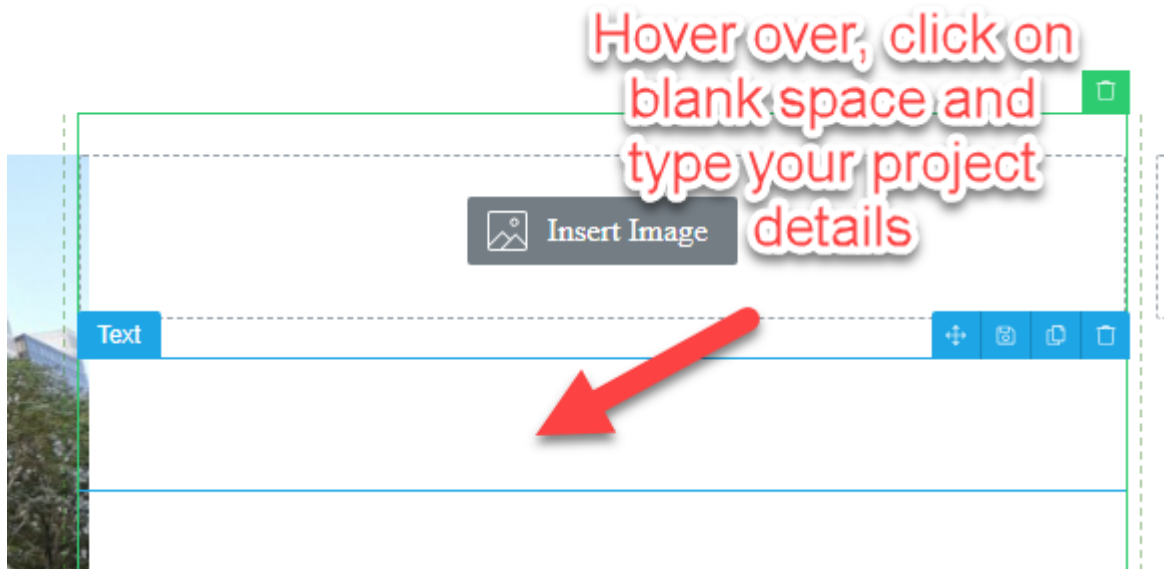 Hover over, click on
blank space and
type your project
details
Insert Image
Text